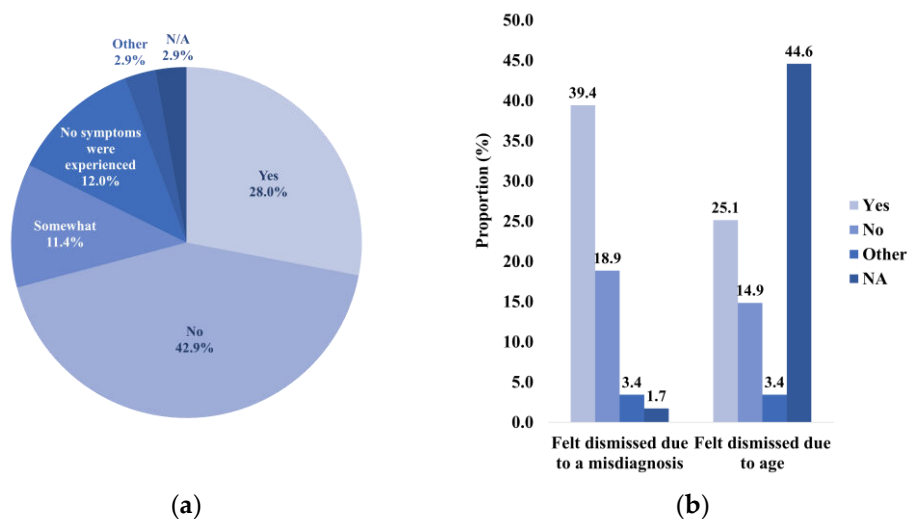 Other
2.9%
N/A
2.9%
No symptoms
were
experienced
12.0%
Yes
28.0%
Somewhat
11.4%
No
42.9%
(a)
Proportion (%)
50.0
45.0
40.0
35.0
30.0
25.0
20.0
15.0
10.0
5.0
0.0
39.4
18.9
3.4
1.7
25.1
14.9
3.4
44.6
Felt dismissed due
to a misdiagnosis
Felt dismissed due
to age
Yes
No
Other
NA
(b)